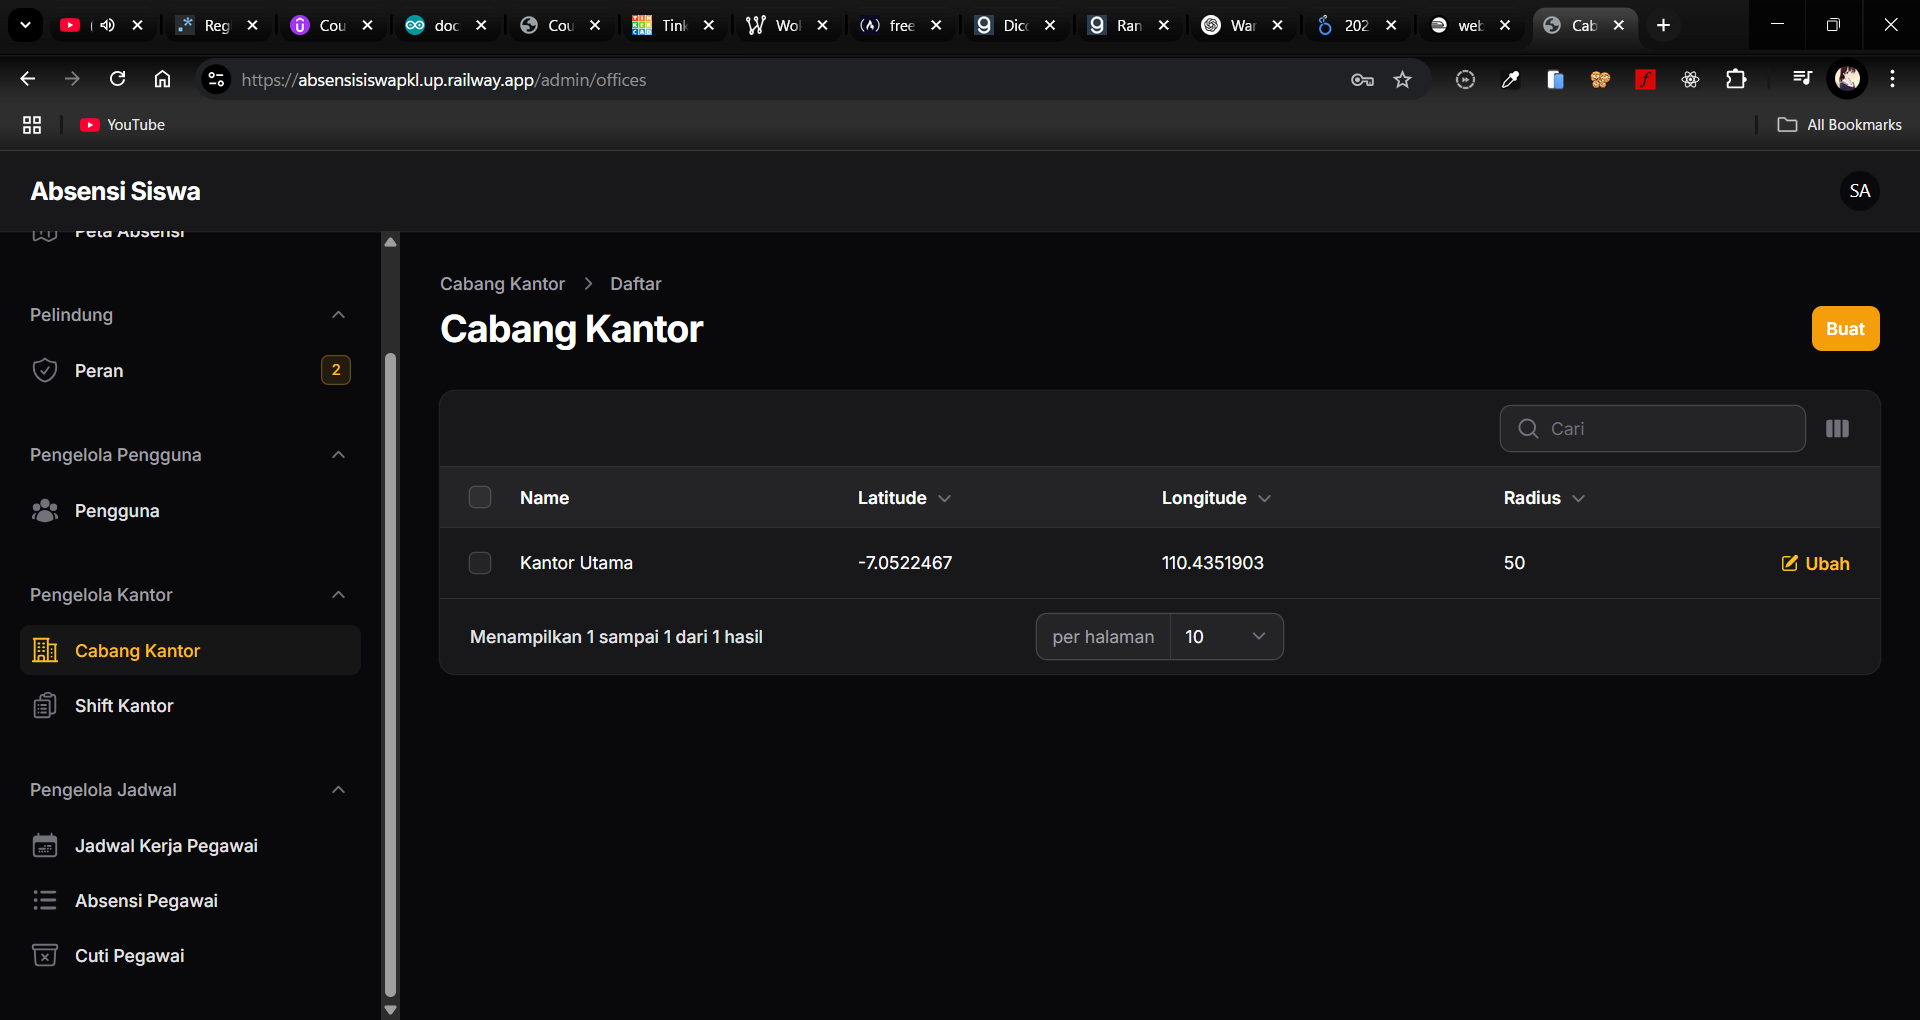 Reg
Cou
doc
Cou
Tink
Wok
free
Dico
Ran
War
202
web
Cab
https://absensisiswapkl.up.railway.app/admin/offices
YouTube
All Bookmarks
Absensi Siswa
SA
Peta Absensi
Pelindung
Peran
2
Pengelola Pengguna
Pengguna
Pengelola Kantor
Cabang Kantor
Shift Kantor
Pengelola Jadwal
Jadwal Kerja Pegawai
Absensi Pegawai
Cuti Pegawai
Cabang Kantor > Daftar
Cabang Kantor
Buat
Cari
Name Latitude Longitude Radius
Kantor Utama -7.0522467 110.4351903 50 Ubah
Menampilkan 1 sampai 1 dari 1 hasil
per halaman 10